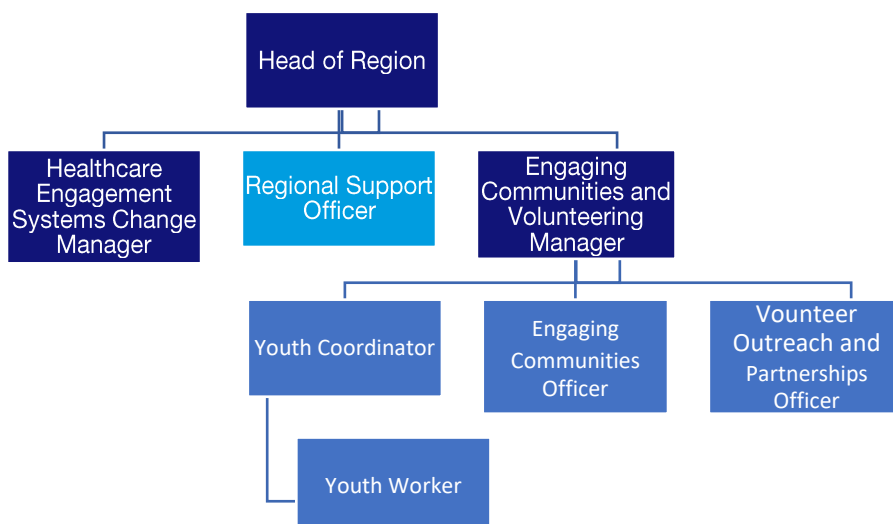 Head of Region
Healthcare
Engagement
Systems Change
Manager
Regional Support
Officer
Engaging
Communities and
Volunteering
Manager
Youth Coordinator
Engaging
Communities
Officer
Vounteer
Outreach and
Partnerships
Officer
Youth Worker